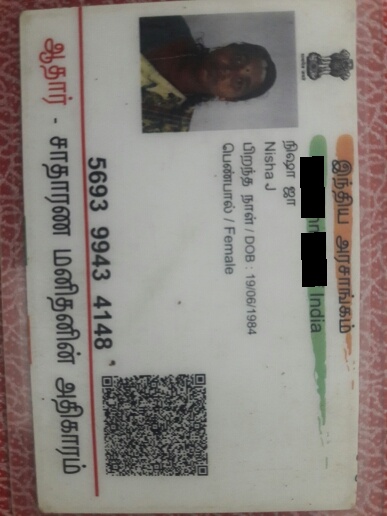 இந்திய அரசாங்கம்
India
நிஷா ஜா
Nisha J
பிறந்த நாள் / DOB : 19/06/1984
பெண்பால் / Female
5693 9943 4148
ஆதார் - சாதாரண மனிதனின் அதிகாரம்